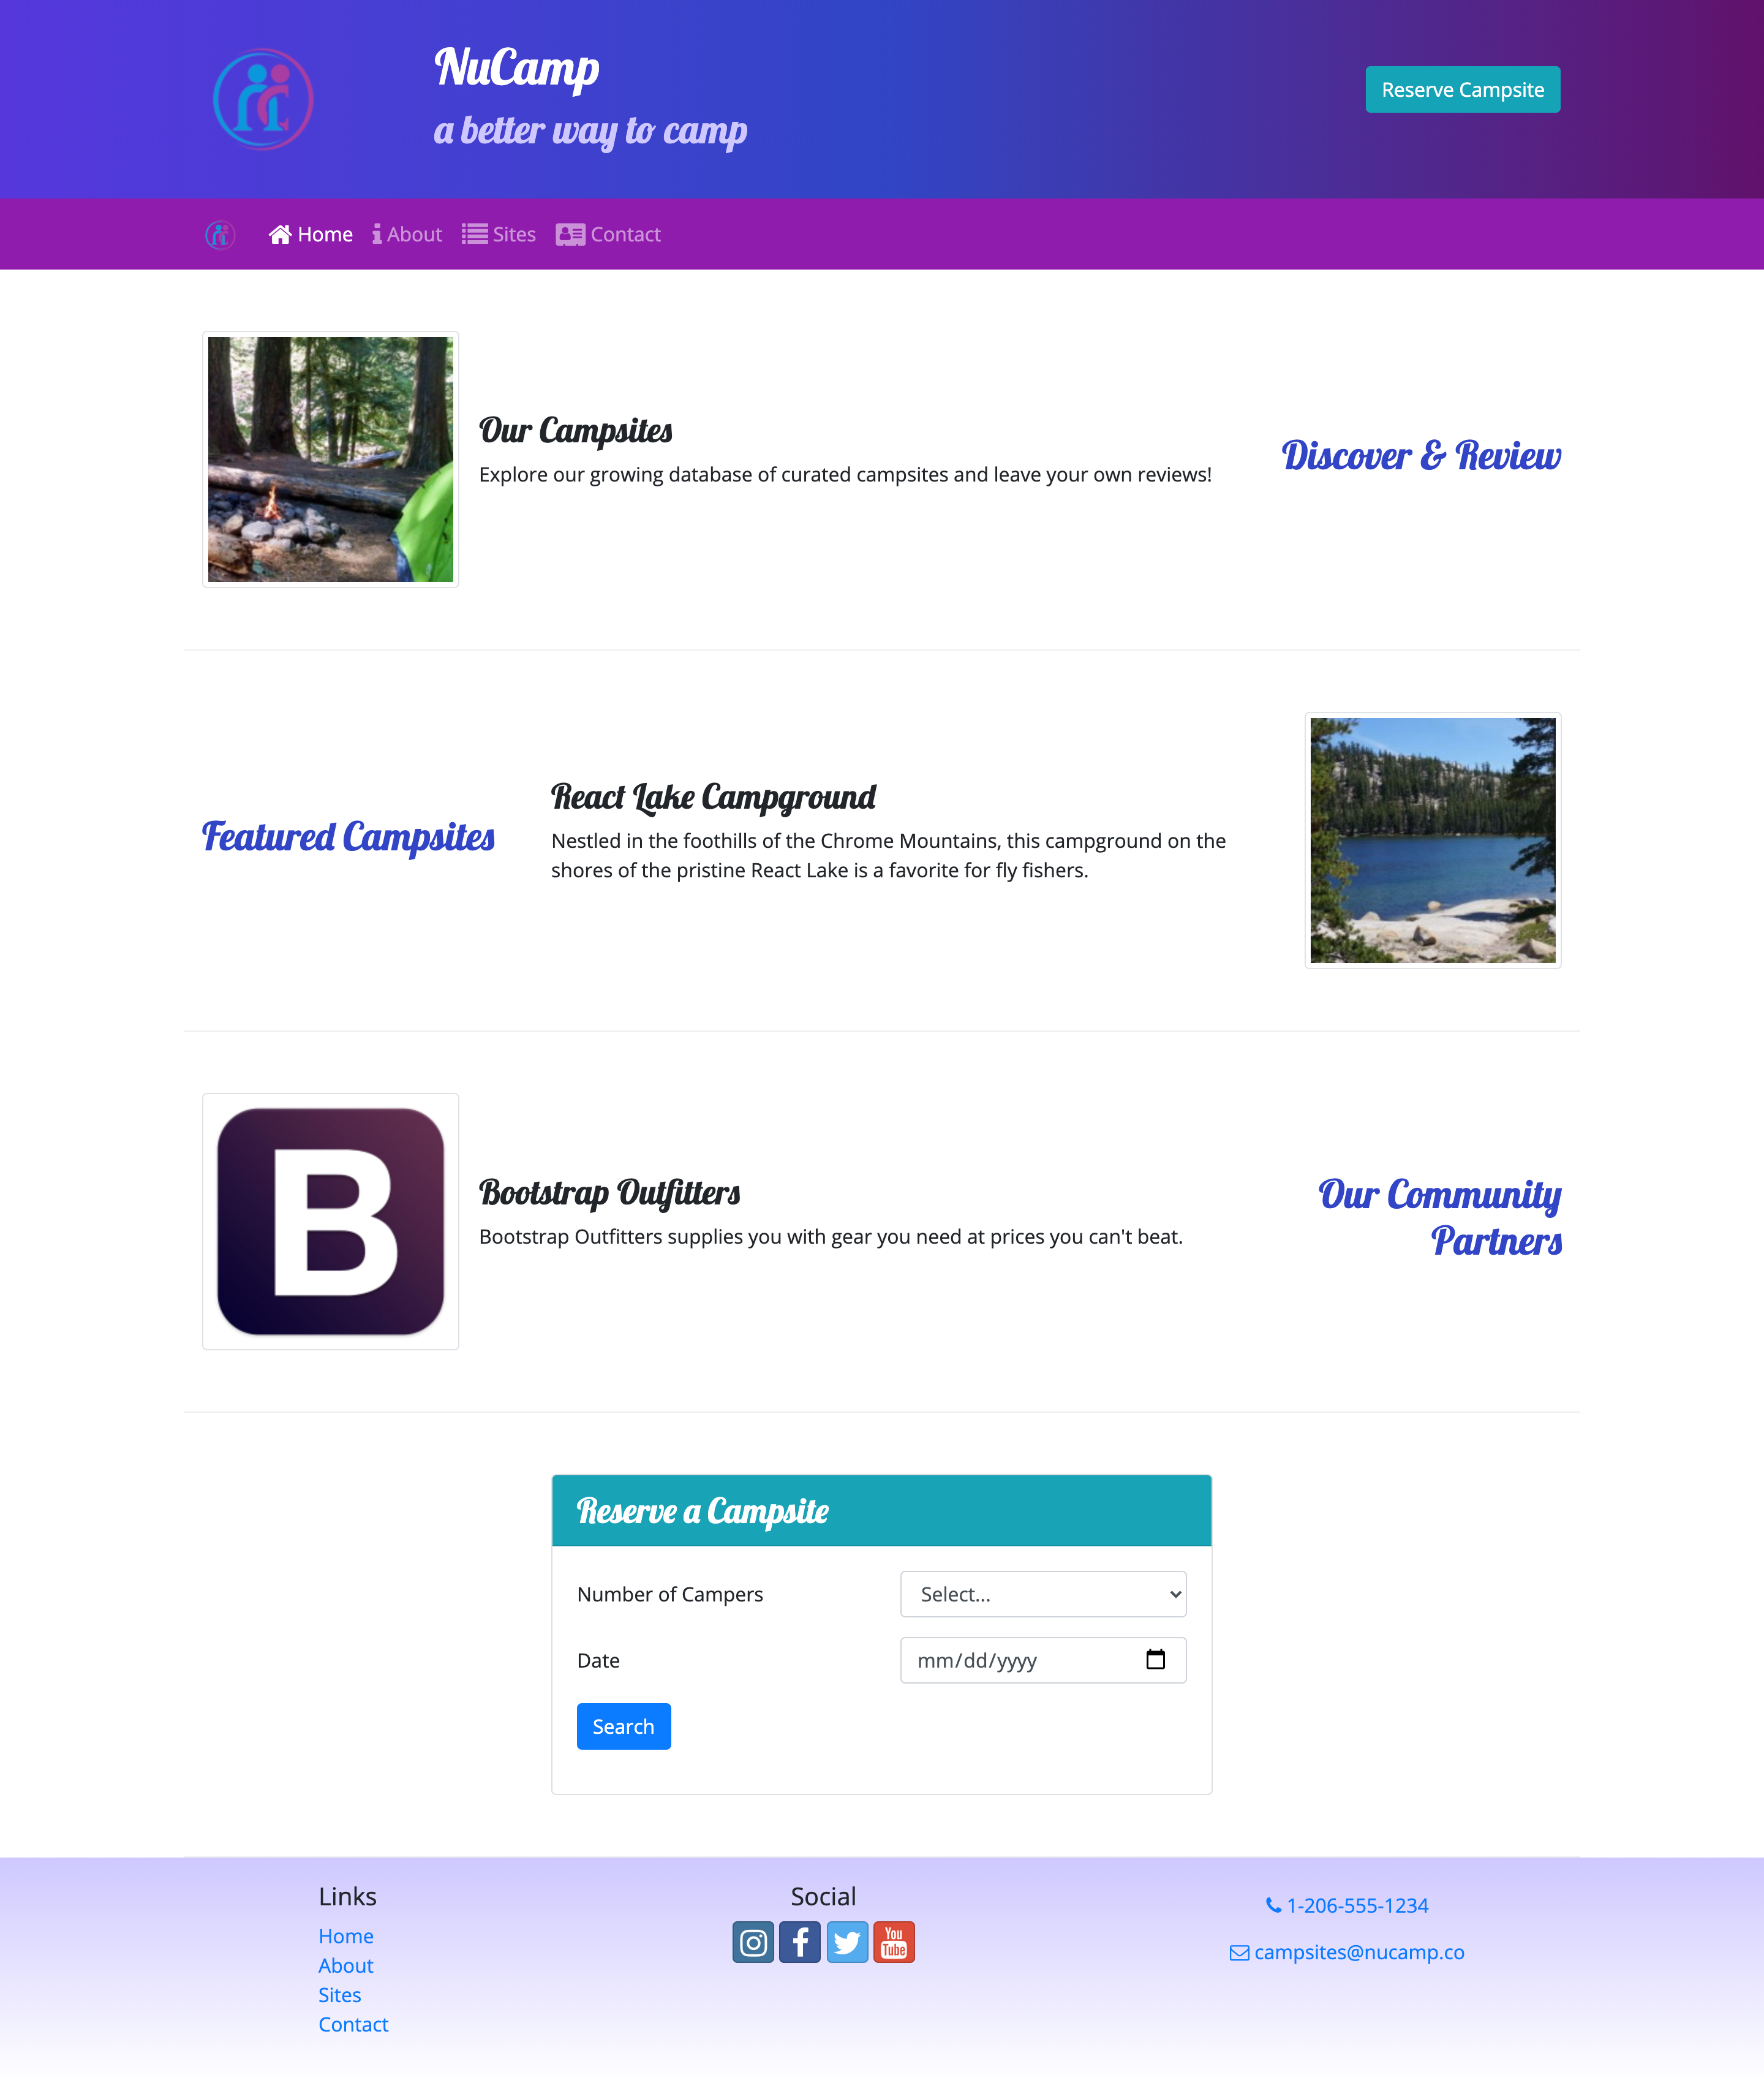 NuCamp
a better way to camp
Reserve Campsite
Home About Sites Contact
Our Campsites
Explore our growing database of curated campsites and leave your own reviews!
Discover & Review
Featured Campsites
React Lake Campground
Nestled in the foothills of the Chrome Mountains, this campground on the
shores of the pristine React Lake is a favorite for fly fishers.
B
Bootstrap Outfitters
Bootstrap Outfitters supplies you with gear you need at prices you can't beat.
Our Community
Partners
Reserve a Campsite
Number of Campers
Select...
Date
mm/dd/yyyy
Search
Links
Home
About
Sites
Contact
Social
f
You
Tube
1-206-555-1234
campsites@nucamp.co